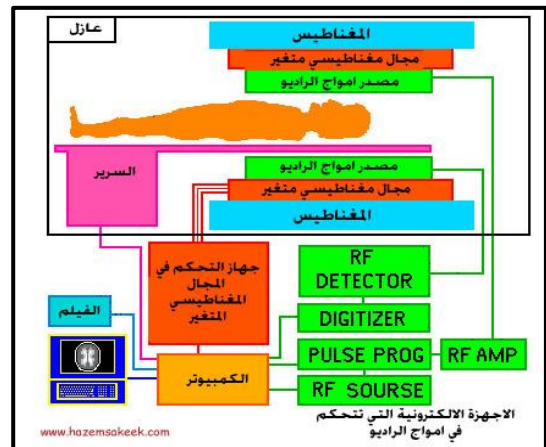 عازل
المغناطيس
مجال مغناطيسي متغير
مصدر امواج الراديو
السرير
مصدر امواج الراديو
مجال مغناطيسي متغير
المغناطيس
جهاز التحكم في
المجال
المغناطيسي
المتغير
RF
DETECTOR
DIGITIZER
الفيلم
PULSE PROG
RF AMP
الكمبيوتر
RF SOURSE
الاجهزة الالكترونية التي تتحكم
في امواج الراديو
www.hazemsakeek.com